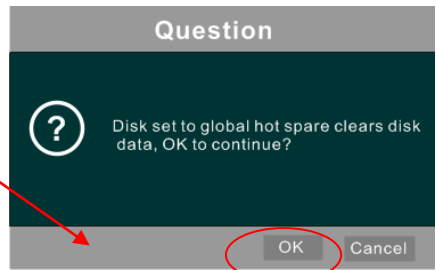 Question
?
Disk set to global hot spare clears disk
data, OK to continue?
OK Cancel